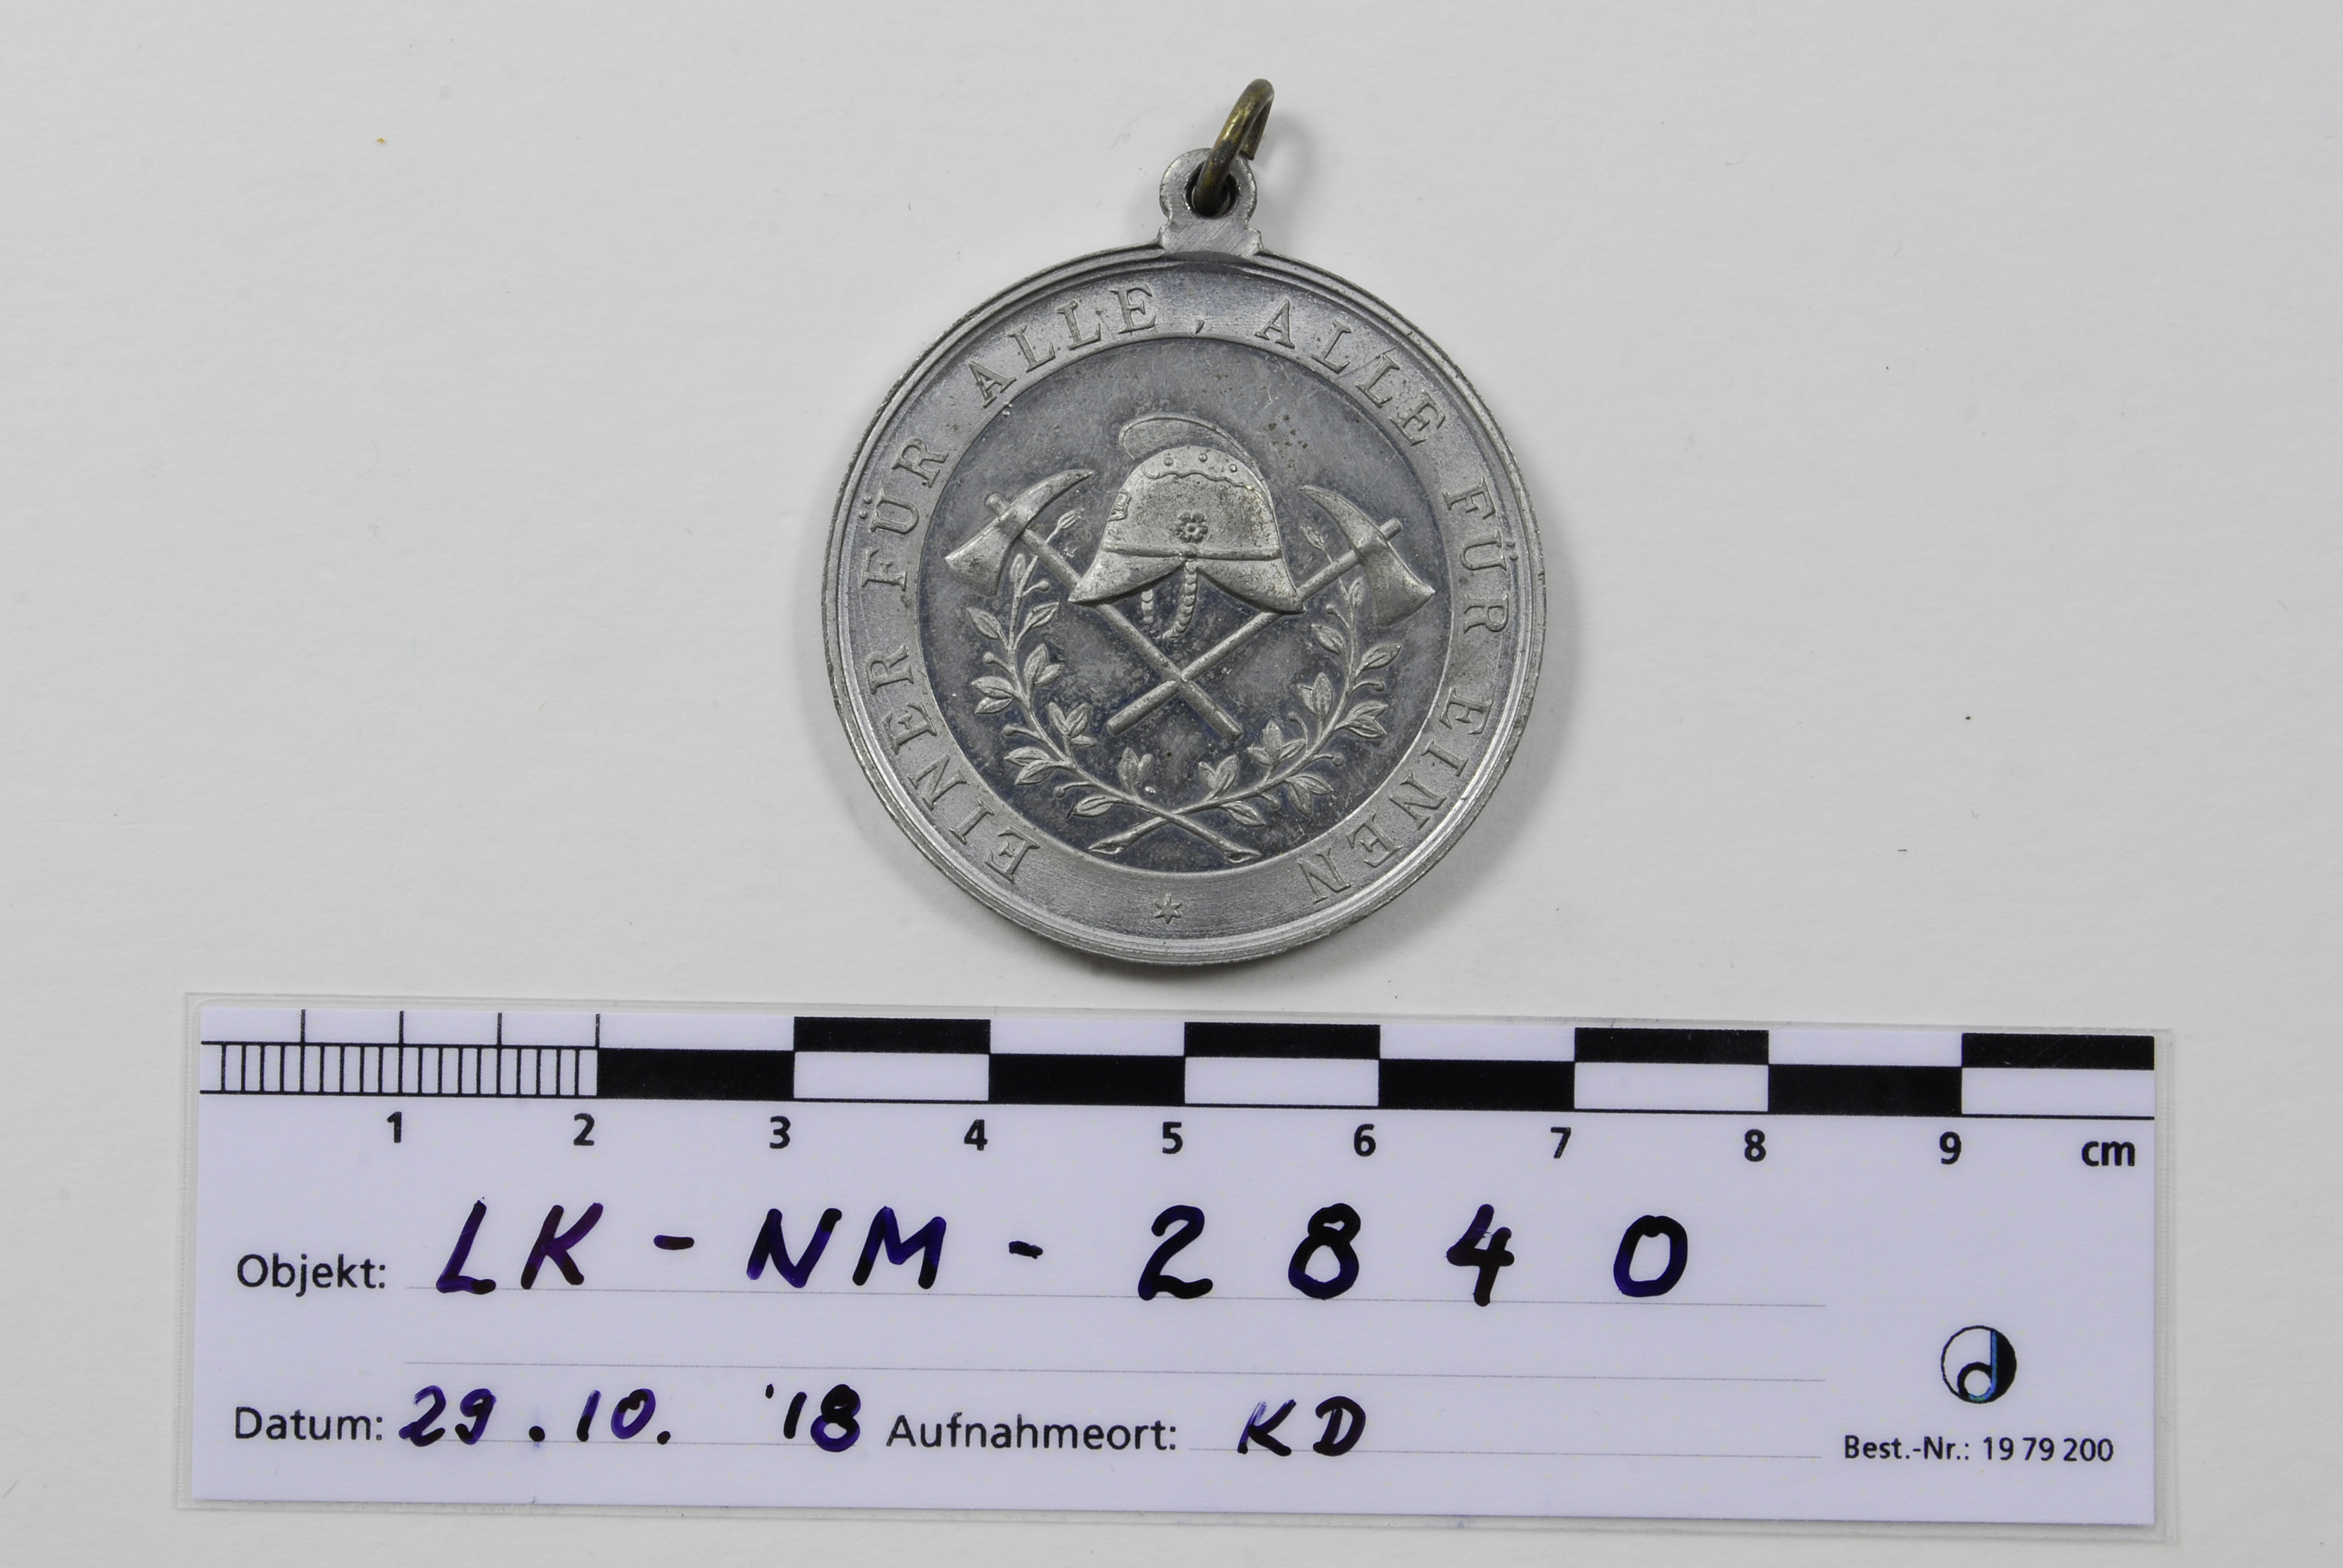 EINER FÜR ALLE, ALLE FÜR EINEN
1 2 3 4 5 6 7 8 9 cm
Objekt: LK-NM-2840
Datum: 29.10. '18 Aufnahmeort: KD
Best.-Nr.: 19 79 200